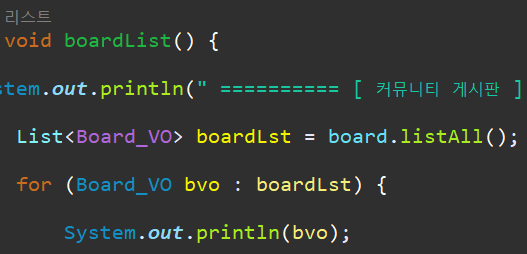 리스트
void boardList() {
stem.out.println(" ========== [ 커뮤니티 게시판 ]
List<Board_VO> boardLst = board.listAll();
for (Board_VO bvo : boardLst) {
System.out.println(bvo);